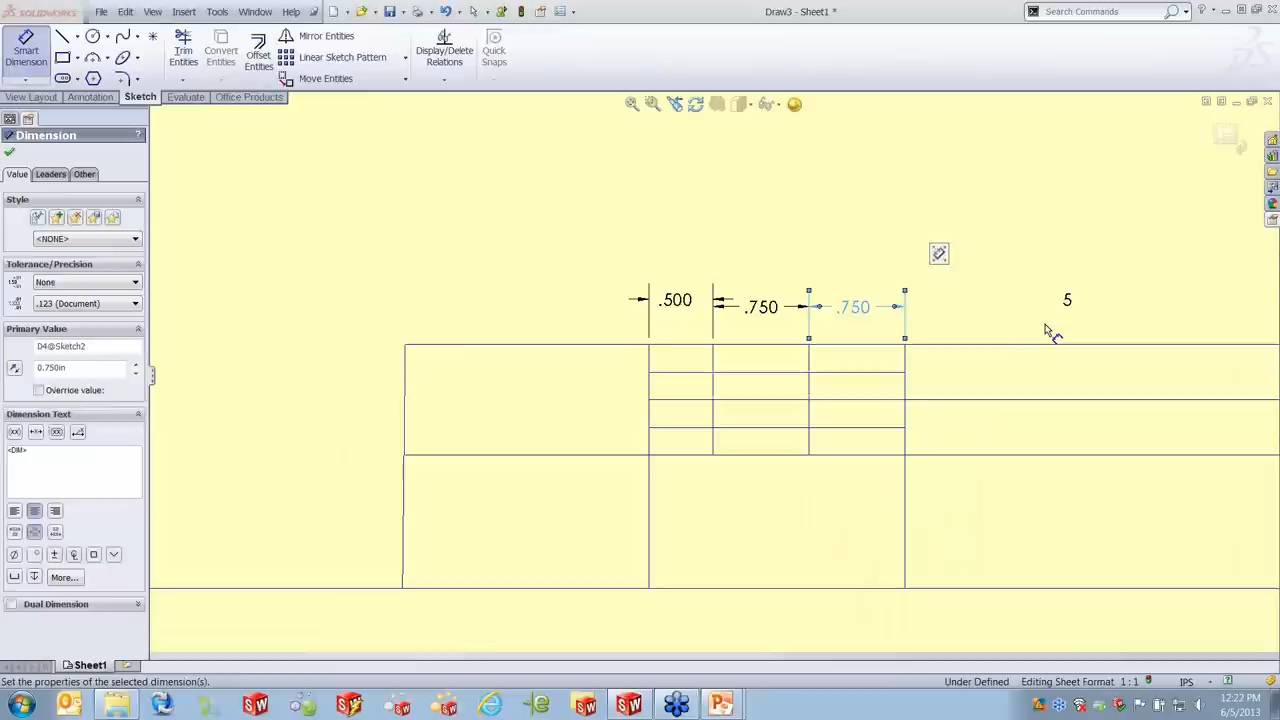 SOLIDWORKS
File Edit View Insert Tools Window Help
Draw3 - Sheet1 *
Search Commands
Smart Dimension
Trim Entities
Convert Entities
Offset Entities
Mirror Entities
Linear Sketch Pattern
Move Entities
Display/Delete Relations
Quick Snaps
View Layout Annotation Sketch Evaluate Office Products
Dimension ?
Value Leaders Other
Style
<NONE>
Tolerance/Precision
None
.123 (Document)
Primary Value
D4@Sketch2
0.750in
Override value:
Dimension Text
<DIM>
More...
Dual Dimension
.500 .750 .750 5
Sheet1
Set the properties of the selected dimension(s).
Under Defined Editing Sheet Format 1:1 IPS
12:22 PM
6/5/2013